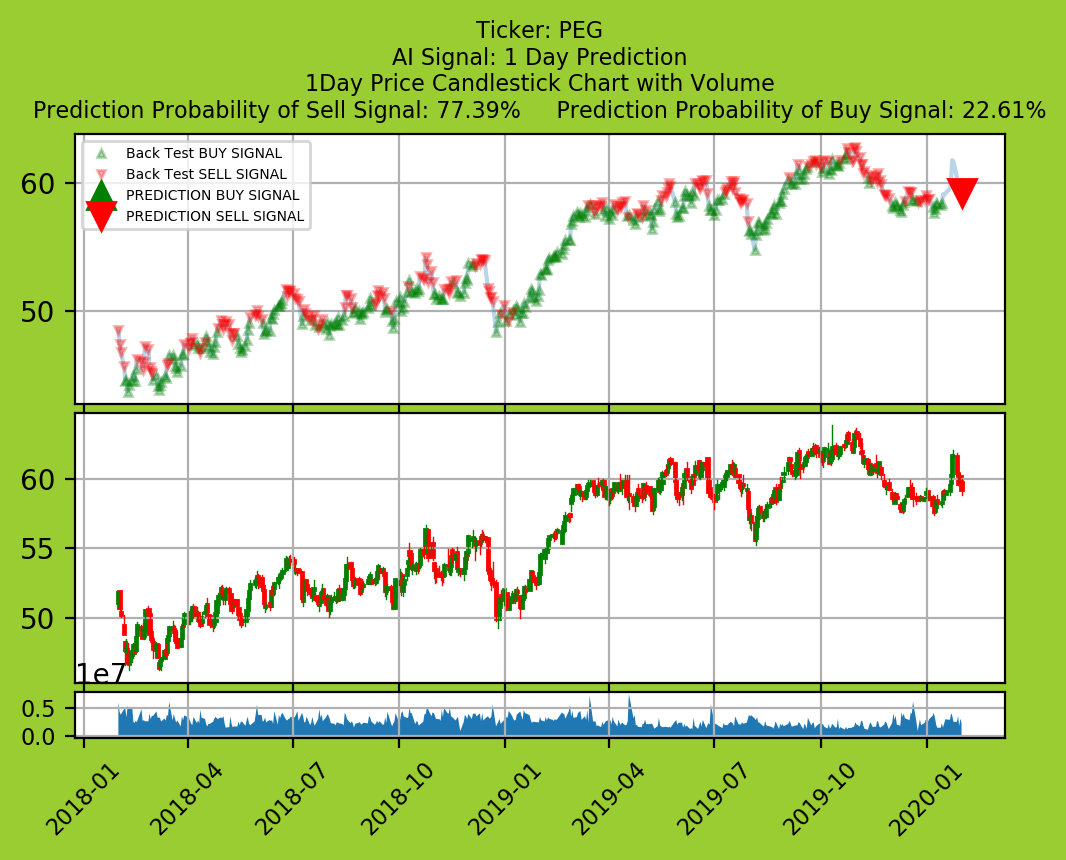 Ticker: PEG
AI Signal: 1 Day Prediction
1Day Price Candlestick Chart with Volume
Prediction Probability of Sell Signal: 77.39%     Prediction Probability of Buy Signal: 22.61%
Back Test BUY SIGNAL
Back Test SELL SIGNAL
PREDICTION BUY SIGNAL
PREDICTION SELL SIGNAL
60
50
60
55
50
1e7
0.5
0.0
2018-01 2018-04 2018-07 2018-10 2019-01 2019-04 2019-07 2019-10 2020-01